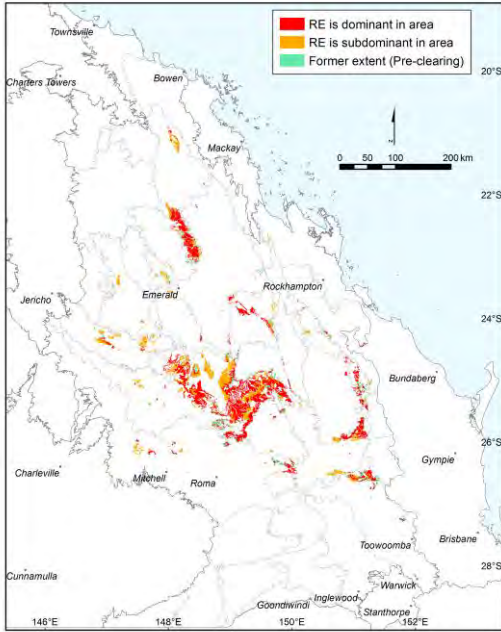 Townsville
RE is dominant in area
RE is subdominant in area
Former extent (Pre-clearing)
20°S
Charters Towers
Bowen
Mackay
0 50 100 200 km
22°S
Jericho
Emerald
Rockhampton
24°S
Bundaberg
26°S
Charleville
Mitchell
Roma
Gympie
Toowoomba
Brisbane
28°S
Cunnamulla
Warwick
Goondiwindi
Inglewood
Stanthorpe
146°E
148°E
150°E
152°E